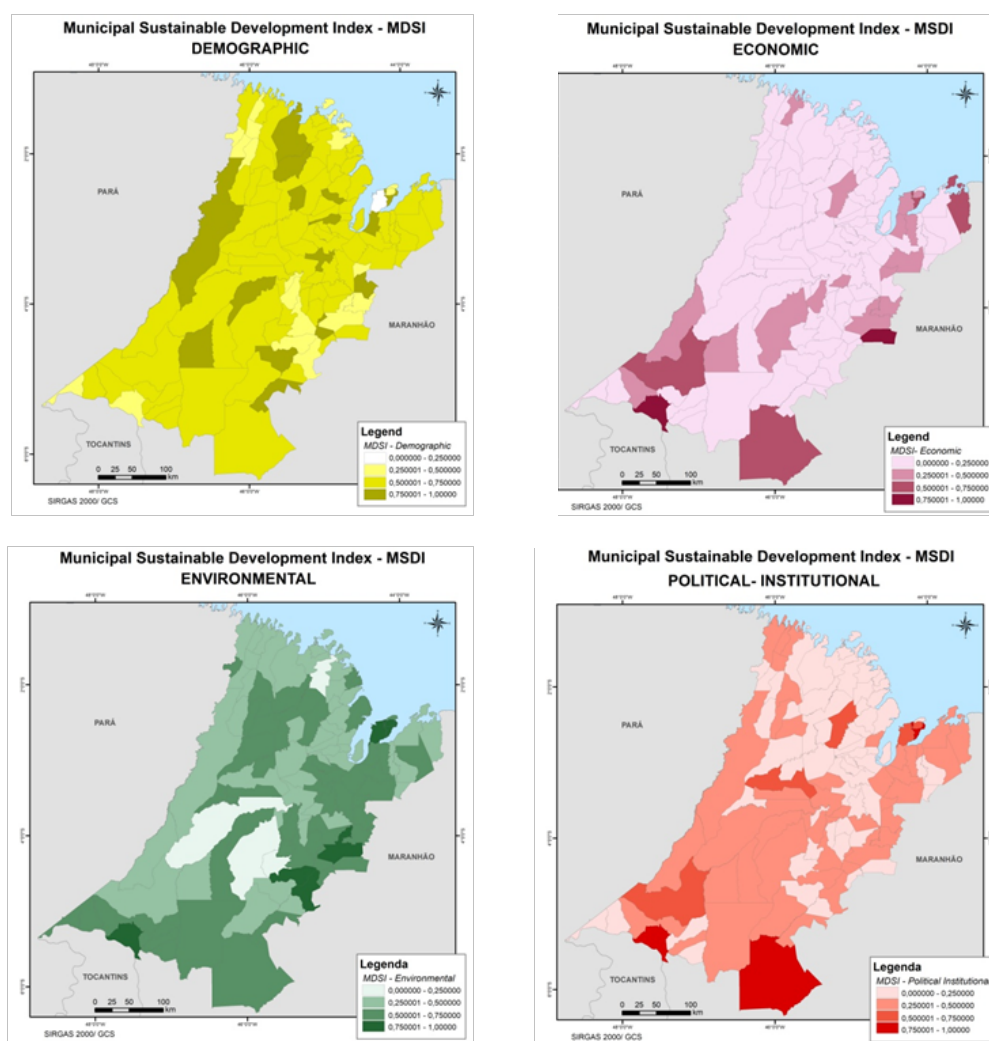 Municipal Sustainable Development Index - MDSI
DEMOGRAPHIC
PARÁ
MARANHÃO
TOCANTINS
0 25 50 100
km
SIRGAS 2000/ GCS
Legend
MDSI - Demographic
0,000000 - 0,250000
0,250001 - 0,500000
0,500001 - 0,750000
0,750001 - 1,00000
Municipal Sustainable Development Index - MSDI
ECONOMIC
PARÁ
MARANHÃO
TOCANTINS
0 25 50 100
km
SIRGAS 2000/ GCS
Legend
MDSI- Economic
0,000000 - 0,250000
0,250001 - 0,500000
0,500001 - 0,750000
0,750001 - 1,00000
Municipal Sustainable Development Index - MSDI
ENVIRONMENTAL
PARÁ
MARANHÃO
TOCANTINS
0 25 50 100
km
SIRGAS 2000/ GCS
Legenda
MDSI - Environmental
0,000000 - 0,250000
0,250001 - 0,500000
0,500001 - 0,750000
0,750001 - 1,00000
Municipal Sustainable Development Index - MSDI
POLITICAL- INSTITUTIONAL
PARÁ
MARANHÃO
TOCANTINS
0 25 50 100
km
SIRGAS 2000/ GCS
Legenda
MDSI - Political Institutiona
0,000000 - 0,250000
0,250001 - 0,500000
0,500001 - 0,750000
0,750001 - 1,00000